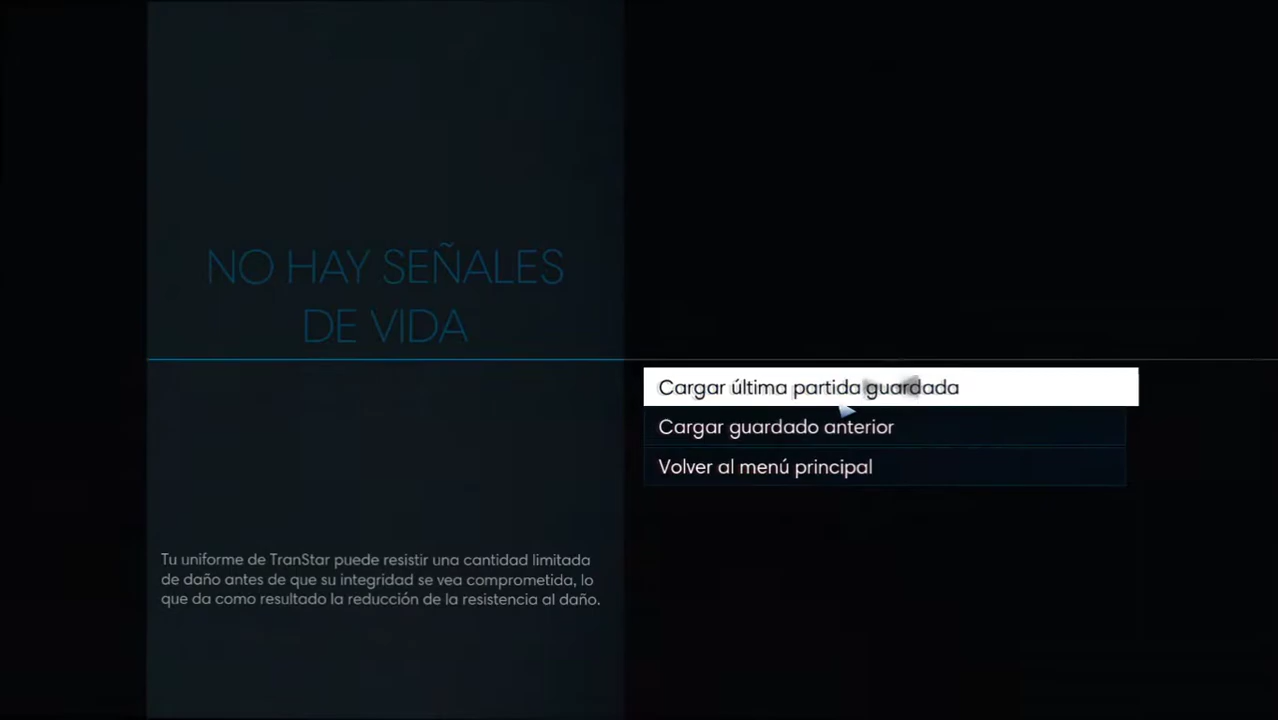 NO HAY SEÑALES
DE VIDA
Cargar última partida guardada
Cargar guardado anterior
Volver al menú principal
Tu uniforme de TranStar puede resistir una cantidad limitada
de daño antes de que su integridad se vea comprometida, lo
que da como resultado la reducción de la resistencia al daño.